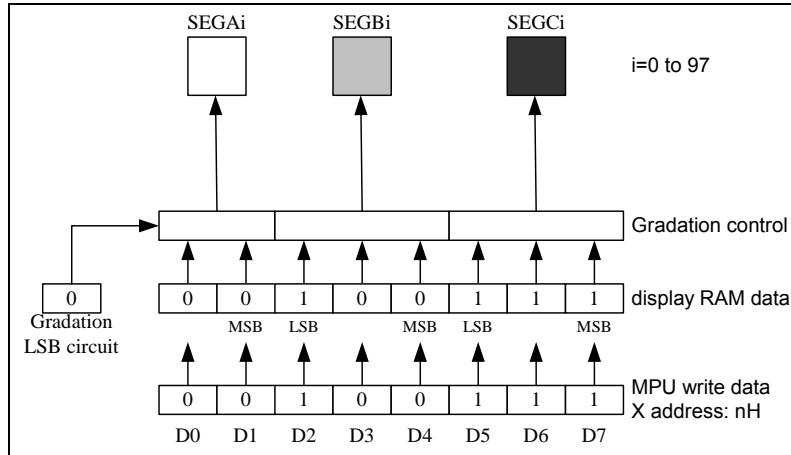 SEGAi SEGBi SEGCi
i=0 to 97
Gradation control
0 0 0 1 0 0 1 1 1 display RAM data
Gradation
LSB circuit
MSB LSB MSB LSB MSB
0 0 1 0 0 1 1 1 MPU write data
X address: nH
D0 D1 D2 D3 D4 D5 D6 D7